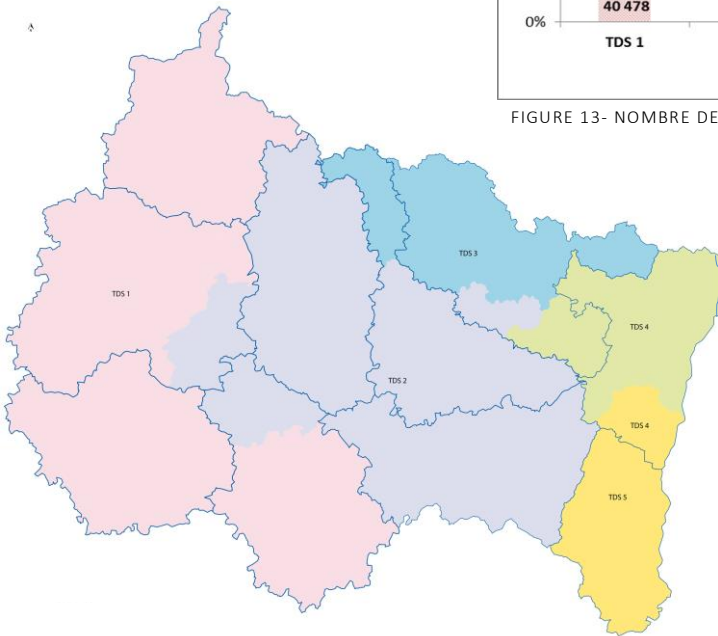 40 478
0%
TDS 1
FIGURE 13- NOMBRE DE
TDS 3
TDS 1
TDS 4
TDS 2
TDS 4
TDS 5